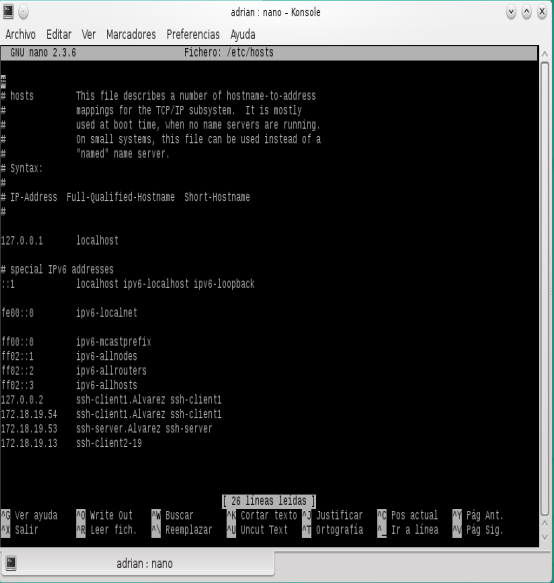 adrian : nano – Konsole
Archivo Editar Ver Marcadores Preferencias Ayuda
GNU nano 2.3.6 Fichero: /etc/hosts
#
# hosts This file describes a number of hostname-to-address
# mappings for the TCP/IP subsystem. It is mostly
# used at boot time, when no name servers are running.
# On small systems, this file can be used instead of a
# "named" name server.
# Syntax:
#
# IP-Address Full-Qualified-Hostname Short-Hostname
#
127.0.0.1 localhost
# special IPv6 addresses
::1 localhost ipv6-localhost ipv6-loopback
fe00::0 ipv6-localnet
ff00::0 ipv6-mcastprefix
ff02::1 ipv6-allnodes
ff02::2 ipv6-allrouters
ff02::3 ipv6-allhosts
127.0.0.2 ssh-client1.Alvarez ssh-client1
172.18.19.54 ssh-client1.Alvarez ssh-client1
172.18.19.53 ssh-server.Alvarez ssh-server
172.18.19.13 ssh-client2-19
[ 26 líneas leídas ]
^G Ver ayuda ^O Write Out ^W Buscar ^K Cortar texto ^J Justificar ^C Pos actual ^Y Pág Ant.
^X Salir ^R Leer fich. ^\ Reemplazar ^U Uncut Text ^T Ortografía ^_ Ir a línea ^V Pág Sig.
adrian : nano